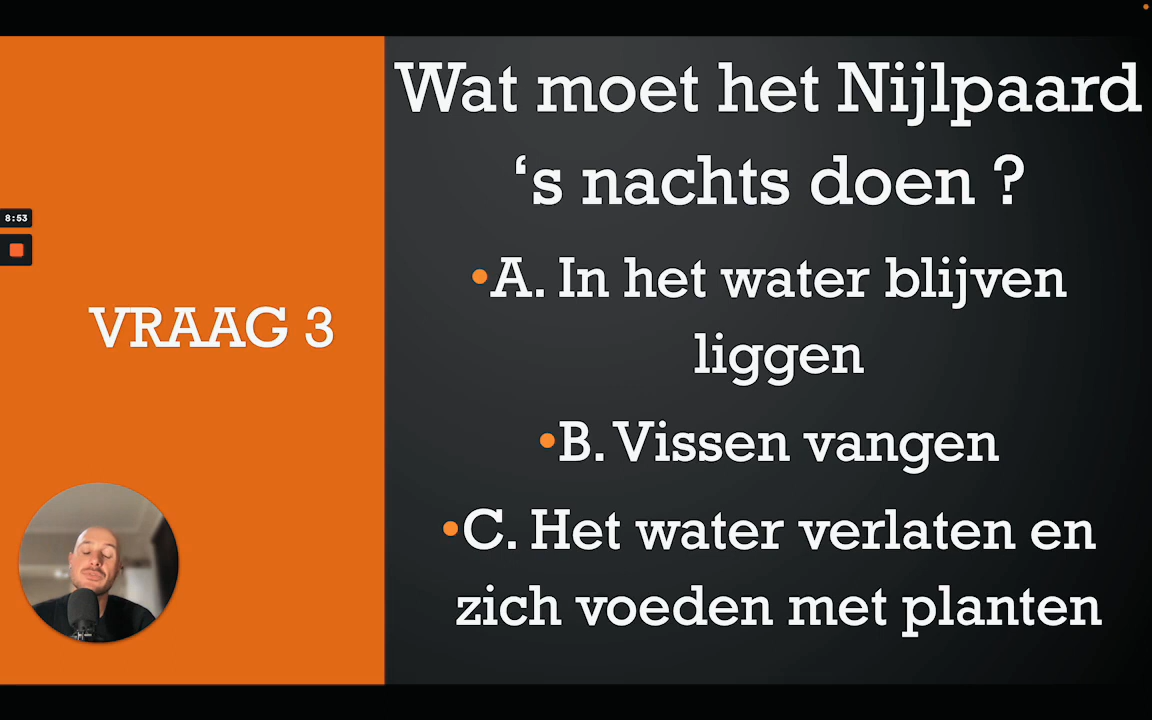 8:53
VRAAG 3
Wat moet het Nijlpaard
‘s nachts doen ?
•A. In het water blijven
liggen
•B. Vissen vangen
•C. Het water verlaten en
zich voeden met planten